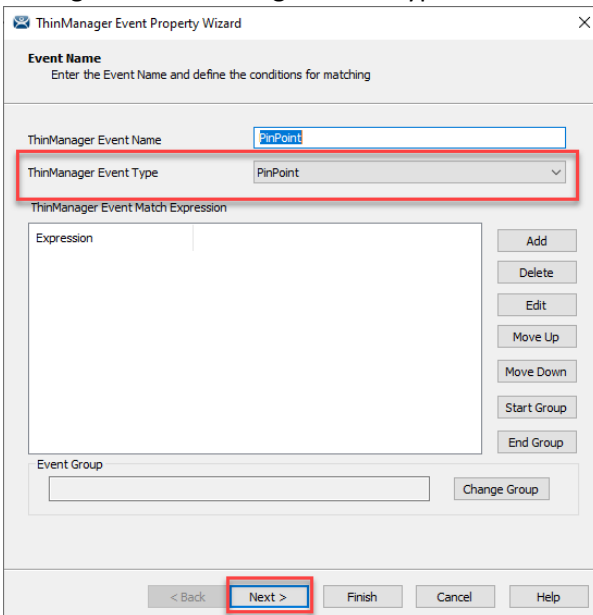 ThinManager Event Property Wizard
Event Name
Enter the Event Name and define the conditions for matching
ThinManager Event Name PinPoint
ThinManager Event Type PinPoint
ThinManager Event Match Expression
Expression
Add
Delete
Edit
Move Up
Move Down
Start Group
End Group
Event Group
Change Group
< Back Next > Finish Cancel Help